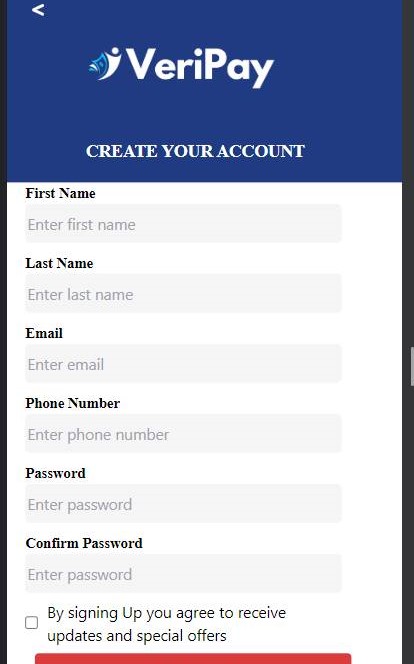 <
VeriPay
CREATE YOUR ACCOUNT
First Name
Enter first name
Last Name
Enter last name
Email
Enter email
Phone Number
Enter phone number
Password
Enter password
Confirm Password
Enter password
By signing Up you agree to receive
updates and special offers